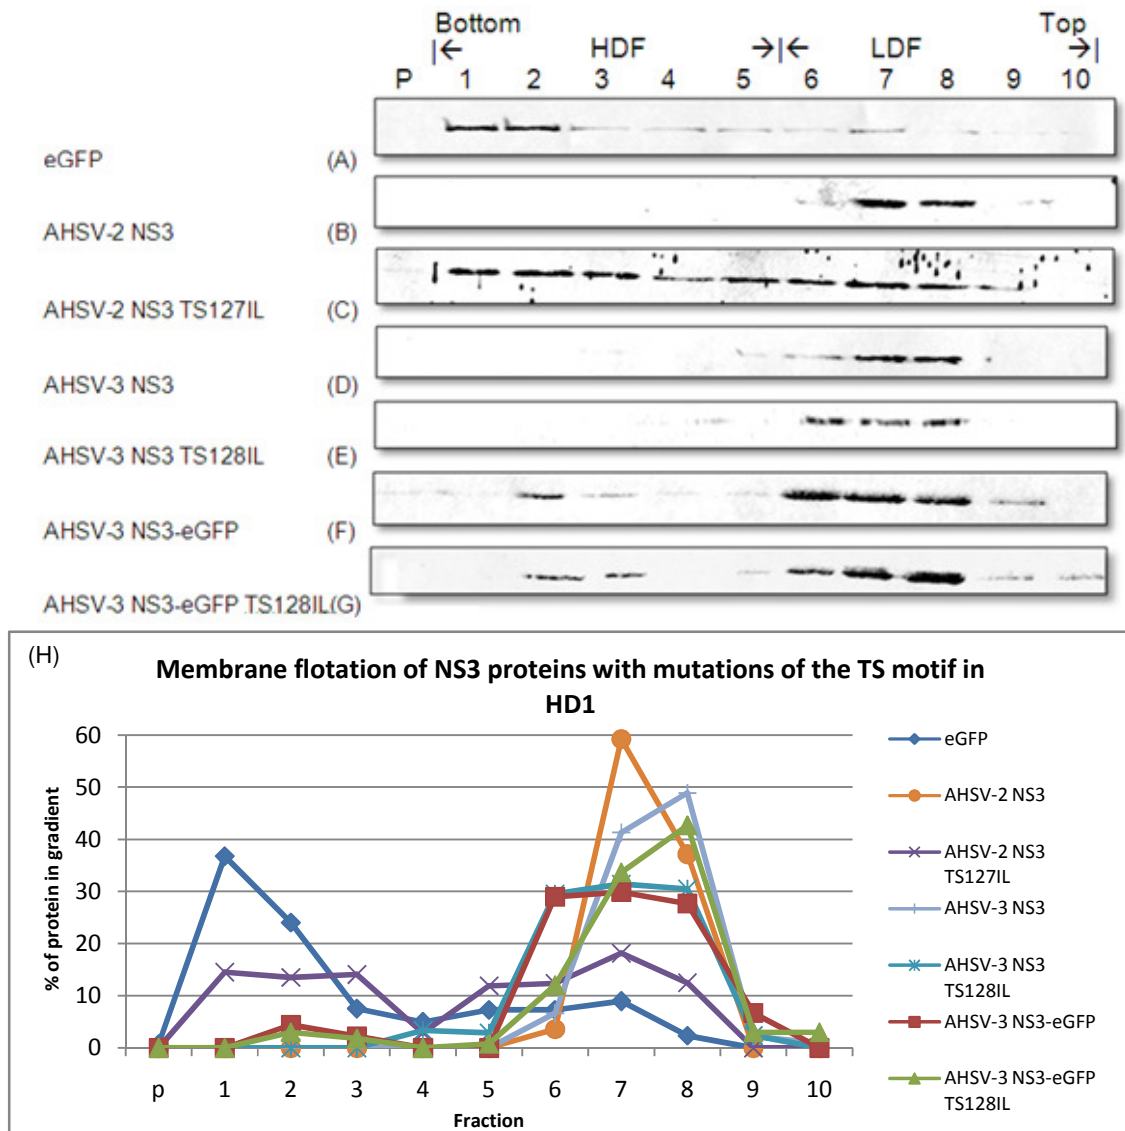 Bottom Top
|← HDF →|← LDF →|
P 1 2 3 4 5 6 7 8 9 10
eGFP (A)
AHSV-2 NS3 (B)
AHSV-2 NS3 TS127IL (C)
AHSV-3 NS3 (D)
AHSV-3 NS3 TS128IL (E)
AHSV-3 NS3-eGFP (F)
AHSV-3 NS3-eGFP TS128IL(G)
(H)
Membrane flotation of NS3 proteins with mutations of the TS motif in
HD1
% of protein in gradient
60
50
40
30
20
10
0
p 1 2 3 4 5 6 7 8 9 10
Fraction
eGFP
AHSV-2 NS3
AHSV-2 NS3
TS127IL
AHSV-3 NS3
AHSV-3 NS3
TS128IL
AHSV-3 NS3-eGFP
AHSV-3 NS3-eGFP
TS128IL